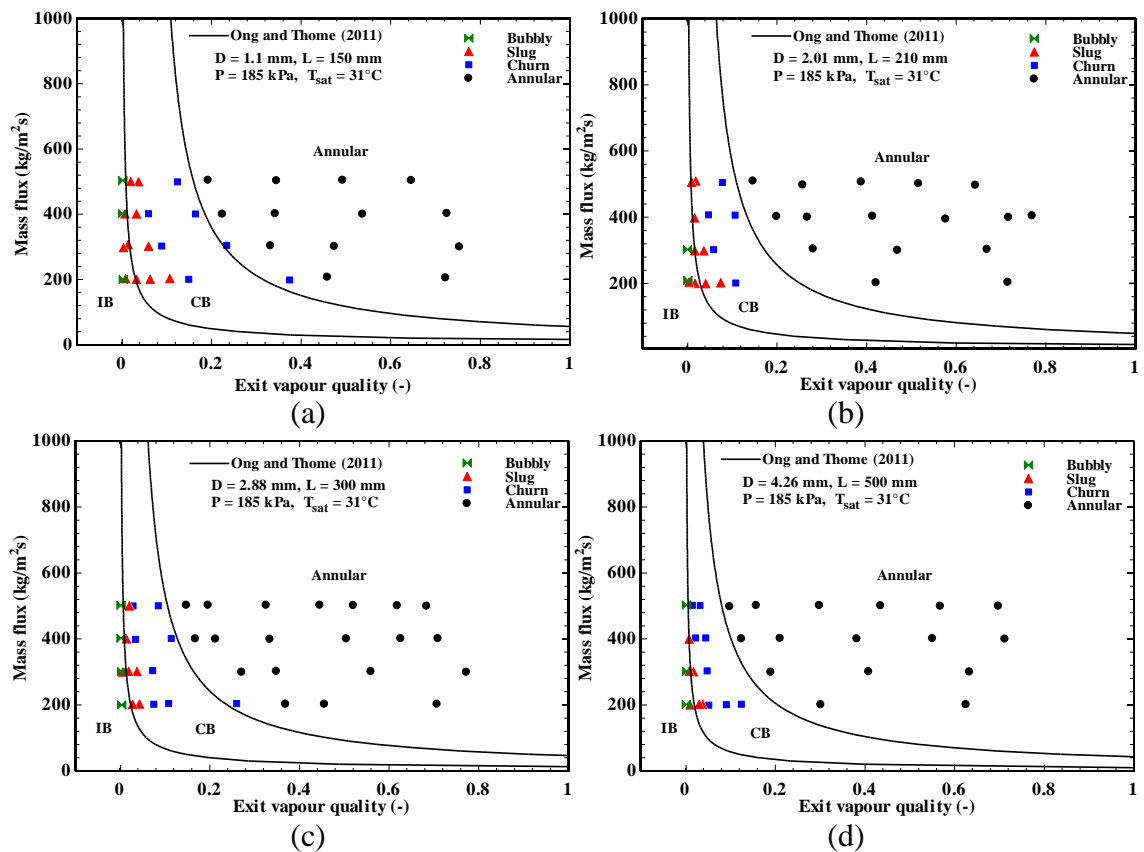 1000
800
600
400
200
0
Mass flux (kg/m²s)
Ong and Thome (2011)
D = 1.1 mm, L = 150 mm
P = 185 kPa, Tsat = 31°C
Bubbly
Slug
Churn
Annular
Annular
IB
CB
0 0.2 0.4 0.6 0.8 1
Exit vapour quality (-)
(a)
1000
800
600
400
200
0
Mass flux (kg/m²s)
Ong and Thome (2011)
D = 2.01 mm, L = 210 mm
P = 185 kPa, Tsat = 31°C
Bubbly
Slug
Churn
Annular
Annular
IB
CB
0 0.2 0.4 0.6 0.8 1
Exit vapour quality (-)
(b)
1000
800
600
400
200
0
Mass flux (kg/m²s)
Ong and Thome (2011)
D = 2.88 mm, L = 300 mm
P = 185 kPa, Tsat = 31°C
Bubbly
Slug
Churn
Annular
Annular
IB
CB
0 0.2 0.4 0.6 0.8 1
Exit vapour quality (-)
(c)
1000
800
600
400
200
0
Mass flux (kg/m²s)
Ong and Thome (2011)
D = 4.26 mm, L = 500 mm
P = 185 kPa, Tsat = 31°C
Bubbly
Slug
Churn
Annular
Annular
IB
CB
0 0.2 0.4 0.6 0.8 1
Exit vapour quality (-)
(d)